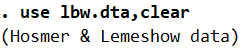 . use lbw.dta,clear
(Hosmer & Lemeshow data)